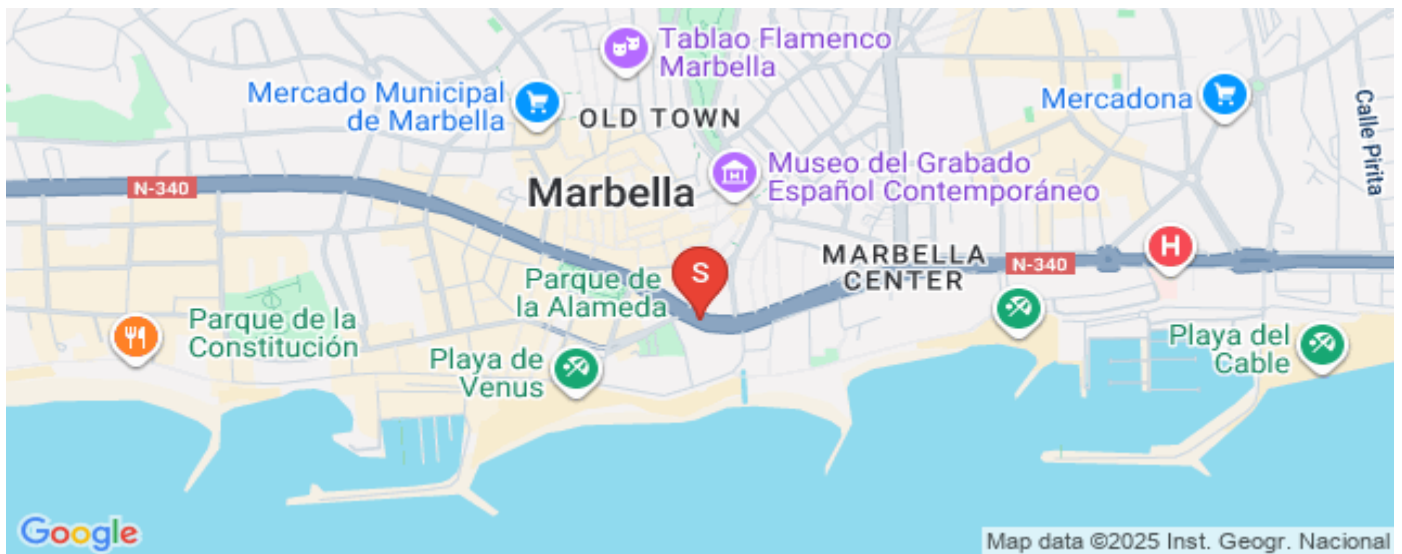 Tablao Flamenco
Marbella
Mercado Municipal
de Marbella
OLD TOWN
Mercadona
Calle Pirita
N-340
Museo del Grabado
Español Contemporáneo
Marbella
MARBELLA
CENTER
N-340
H
S
Parque de
la Alameda
Parque de la
Constitución
Playa de
Venus
Playa del
Cable
Google
Map data ©2025 Inst. Geogr. Nacional